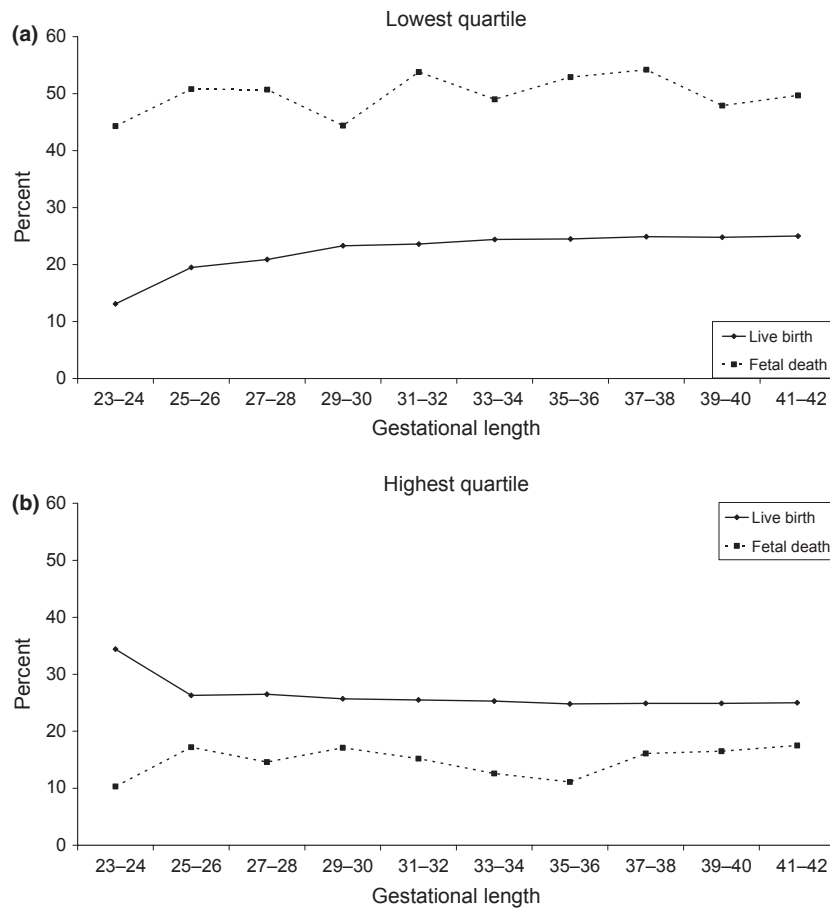 (a)
Lowest quartile
60
50
40
30
20
10
0
Percent
Live birth
Fetal death
23–24 25–26 27–28 29–30 31–32 33–34 35–36 37–38 39–40 41–42
Gestational length
(b)
Highest quartile
60
50
40
30
20
10
0
Percent
Live birth
Fetal death
23–24 25–26 27–28 29–30 31–32 33–34 35–36 37–38 39–40 41–42
Gestational length